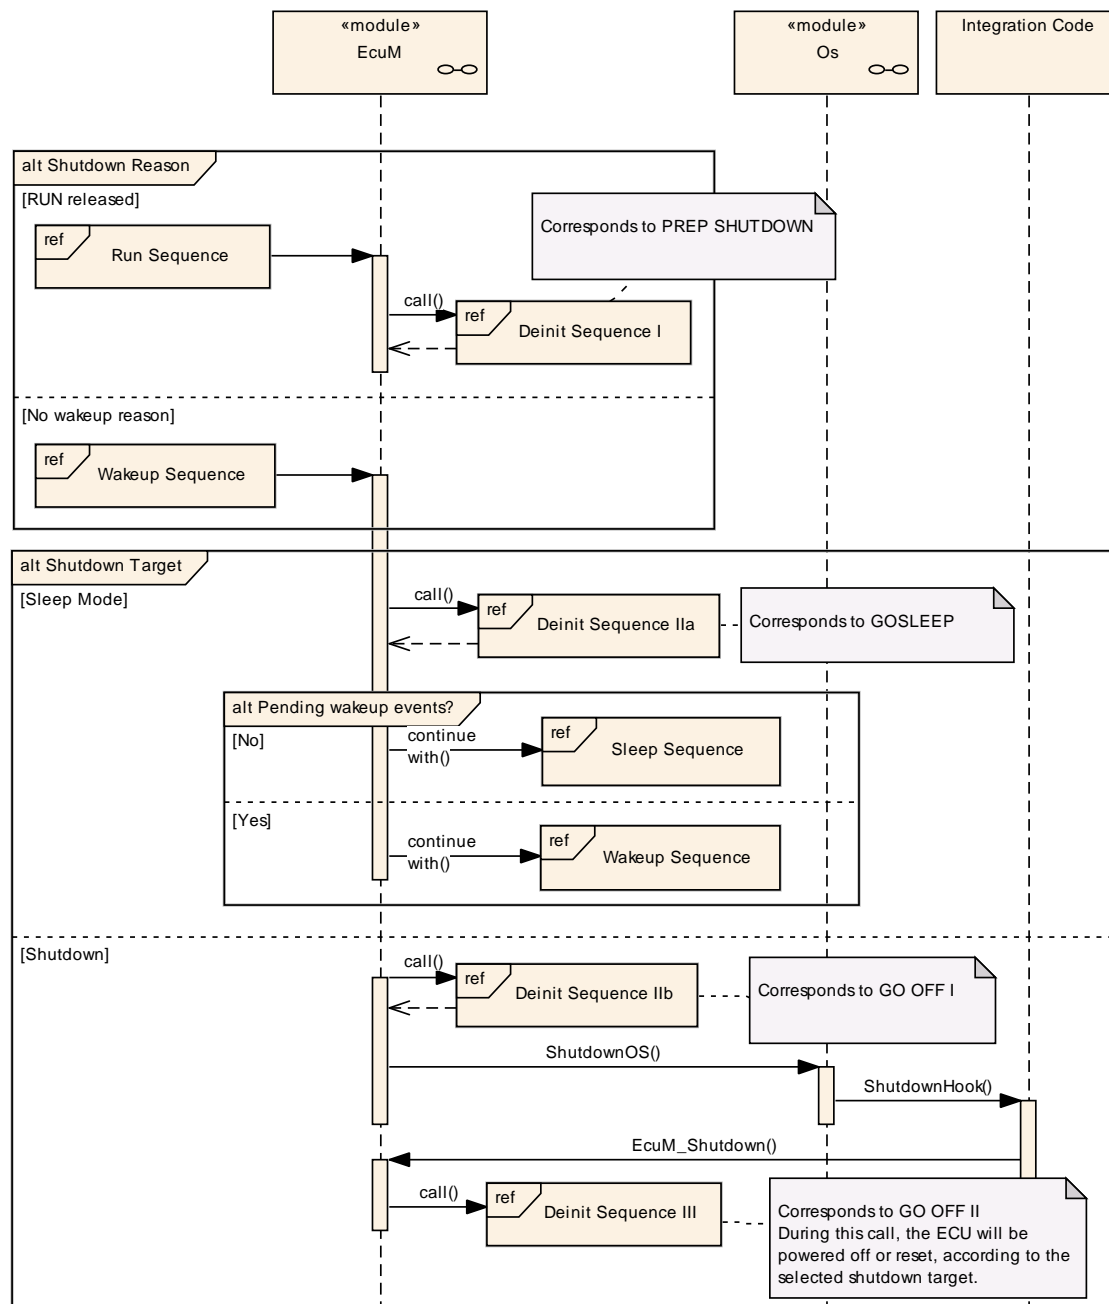 «module»
EcuM
«module»
Os
Integration Code
alt Shutdown Reason
[RUN released]
Corresponds to PREP SHUTDOWN
ref
Run Sequence
call()
ref
Deinit Sequence I
[No wakeup reason]
ref
Wakeup Sequence
alt Shutdown Target
[Sleep Mode]
call()
ref
Deinit Sequence IIa
Corresponds to GOSLEEP
alt Pending wakeup events?
[No]
continue
with()
ref
Sleep Sequence
[Yes]
continue
with()
ref
Wakeup Sequence
[Shutdown]
call()
ref
Deinit Sequence IIb
Corresponds to GO OFF I
ShutdownOS()
ShutdownHook()
EcuM_Shutdown()
call()
ref
Deinit Sequence III
Corresponds to GO OFF II
During this call, the ECU will be
powered off or reset, according to the
selected shutdown target.